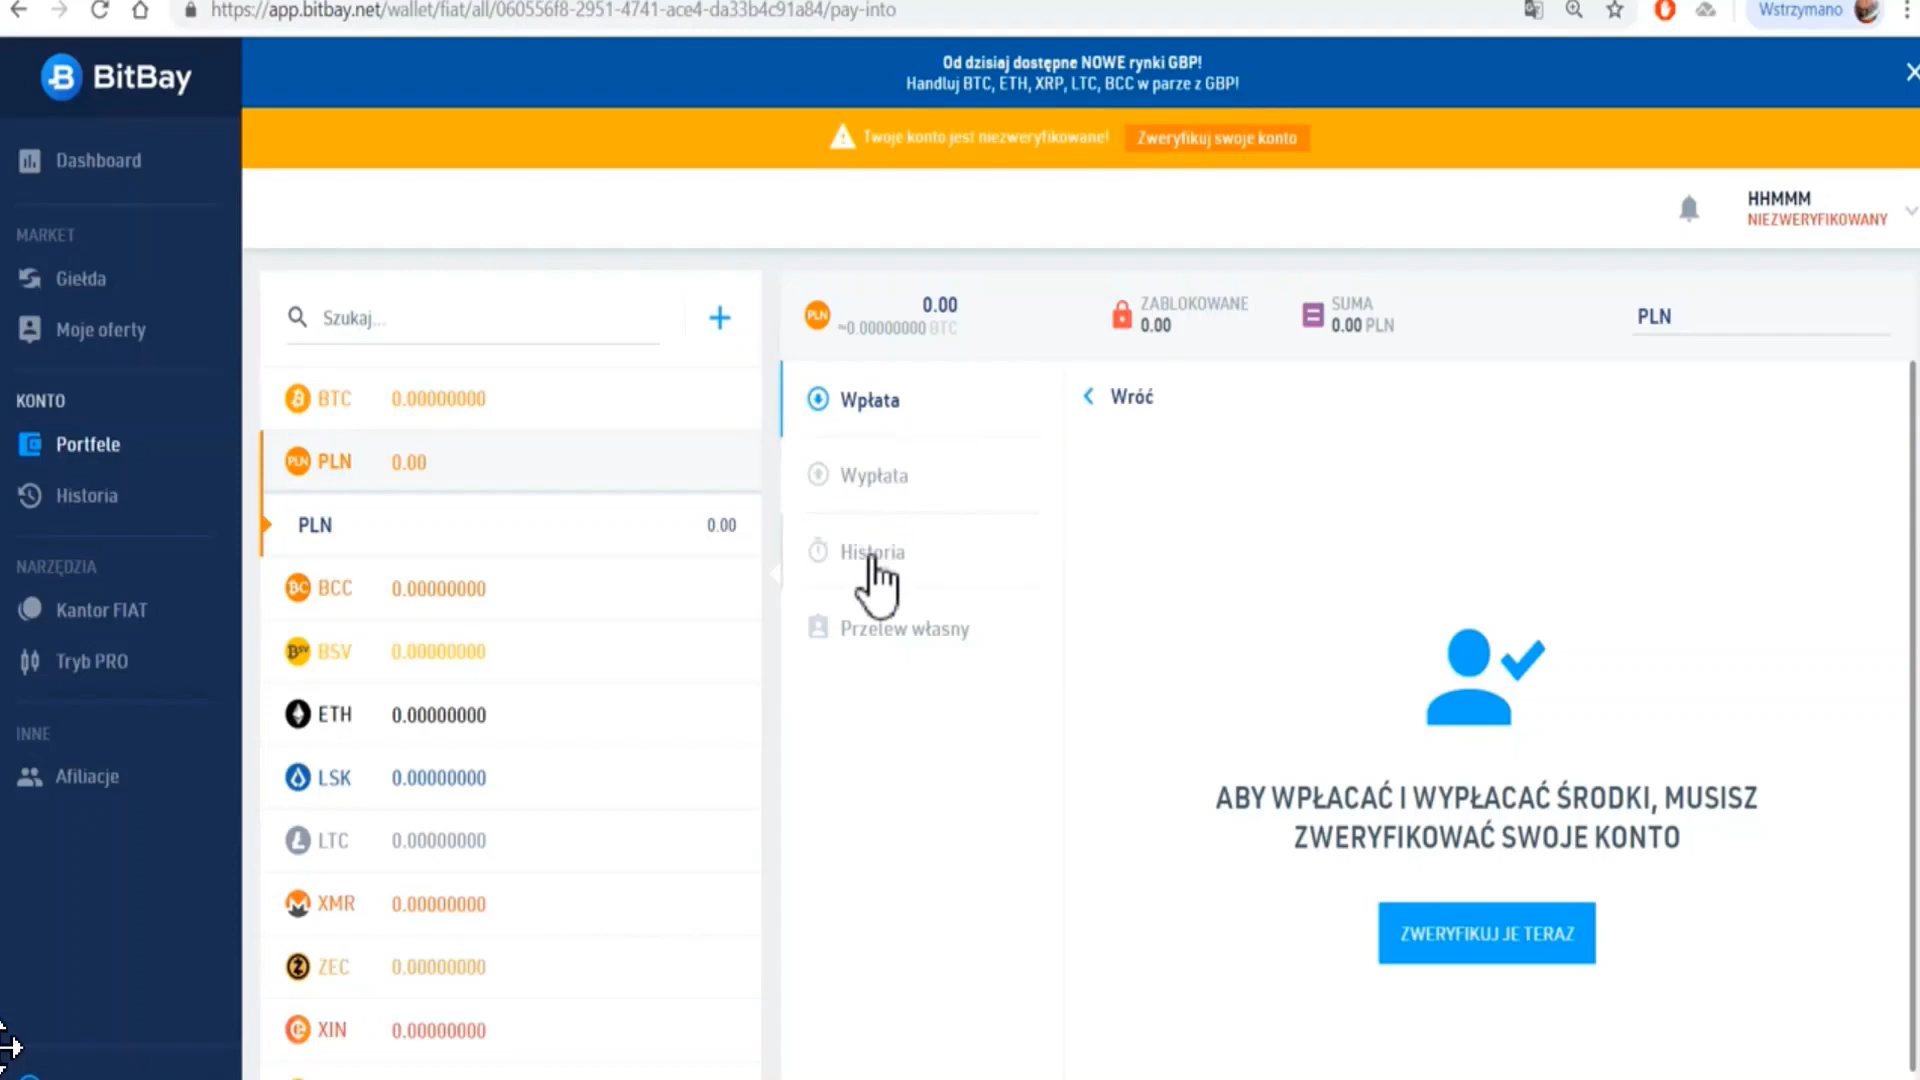 https://app.bitbay.net/wallet/fiat/all/060556f8-2951-4741-ace4-da33b4c91a84/pay-into
Wstrzymano
BitBay
Od dzisiaj dostępne NOWE rynki GBP!
Handluj BTC, ETH, XRP, LTC, BCC w parze z GBP!
Twoje konto jest niezweryfikowane!
Zweryfikuj swoje konto
HHMMM
NIEZWERYFIKOWANY
Dashboard
MARKET
Giełda
Moje oferty
KONTO
Portfele
Historia
NARZĘDZIA
Kantor FIAT
Tryb PRO
INNE
Afiliacje
Szukaj...
BTC 0.00000000
PLN 0.00
PLN 0.00
BCC 0.00000000
BSV 0.00000000
ETH 0.00000000
LSK 0.00000000
LTC 0.00000000
XMR 0.00000000
ZEC 0.00000000
XIN 0.00000000
PLN
0.00
≈0.00000000 BTC
ZABLOKOWANE
0.00
SUMA
0.00 PLN
PLN
Wpłata
Wypłata
Historia
Przelew własny
Wróć
ABY WPŁACAĆ I WYPŁACAĆ ŚRODKI, MUSISZ
ZWERYFIKOWAĆ SWOJE KONTO
ZWERYFIKUJ JE TERAZ